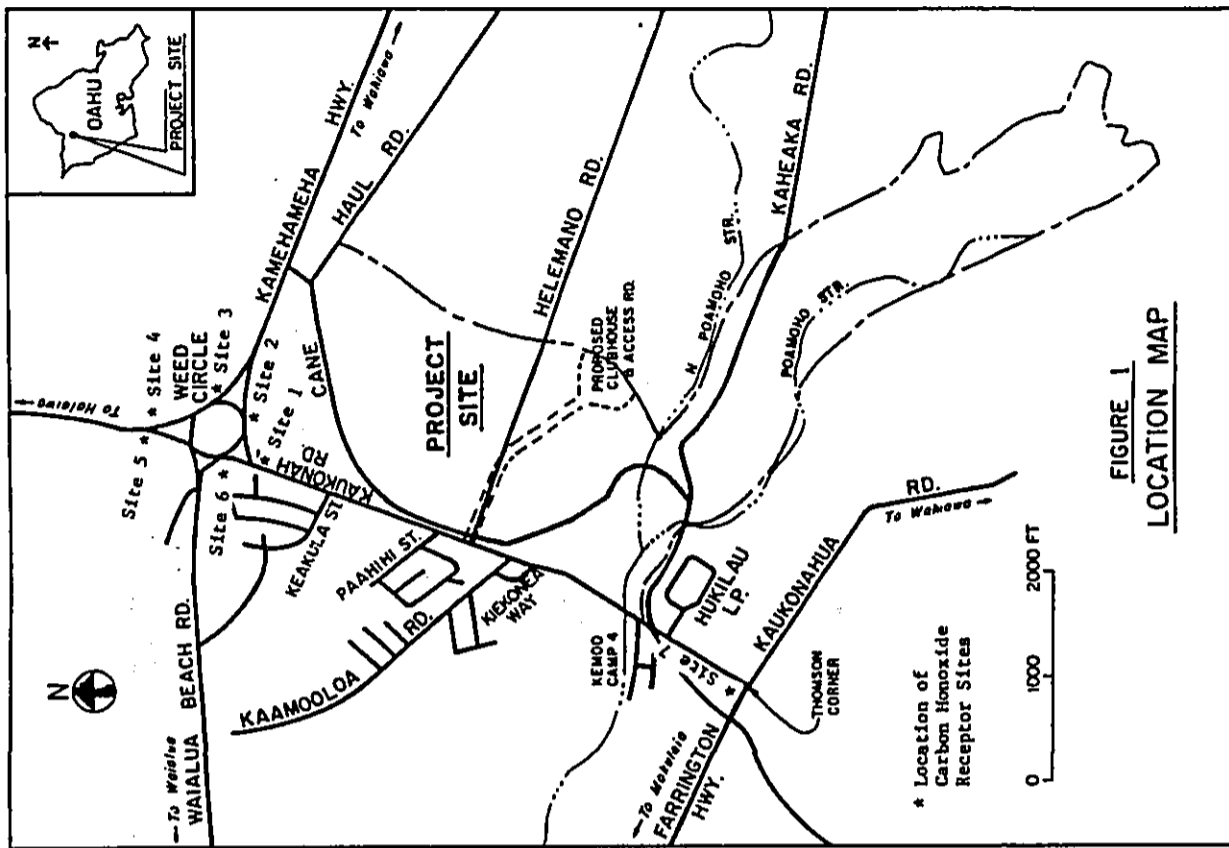 N
OAHU
PROJECT SITE
KAMEHAMEHA HWY.
To Wahiawa
CANE HAUL RD.
To Haleiwa
Site 4
WEED CIRCLE
Site 3
Site 5
Site 2
Site 1
Site 6
KAUKONAH RD.
KEAKULA ST.
WAIALUA BEACH RD.
To Waialua
N
PROJECT
SITE
HELEMANO RD.
PAAHIHI ST.
KAAMOOLOA RD.
KIEKONEA
WAY
PROPOSED
CLUBHOUSE
& ACCESS RD.
N POAMOHO STR.
KAHEAKA RD.
POAMOHO STR.
KEMOO
CAMP 4
HUKILAU
LP.
Site 7
KAUKONAHUA RD.
To Wahiawa
THOMSON
CORNER
To Mokuleia
FARRINGTON
HWY.
* Location of
Carbon Monoxide
Receptor Sites
0 1000 2000 FT
FIGURE 1
LOCATION MAP